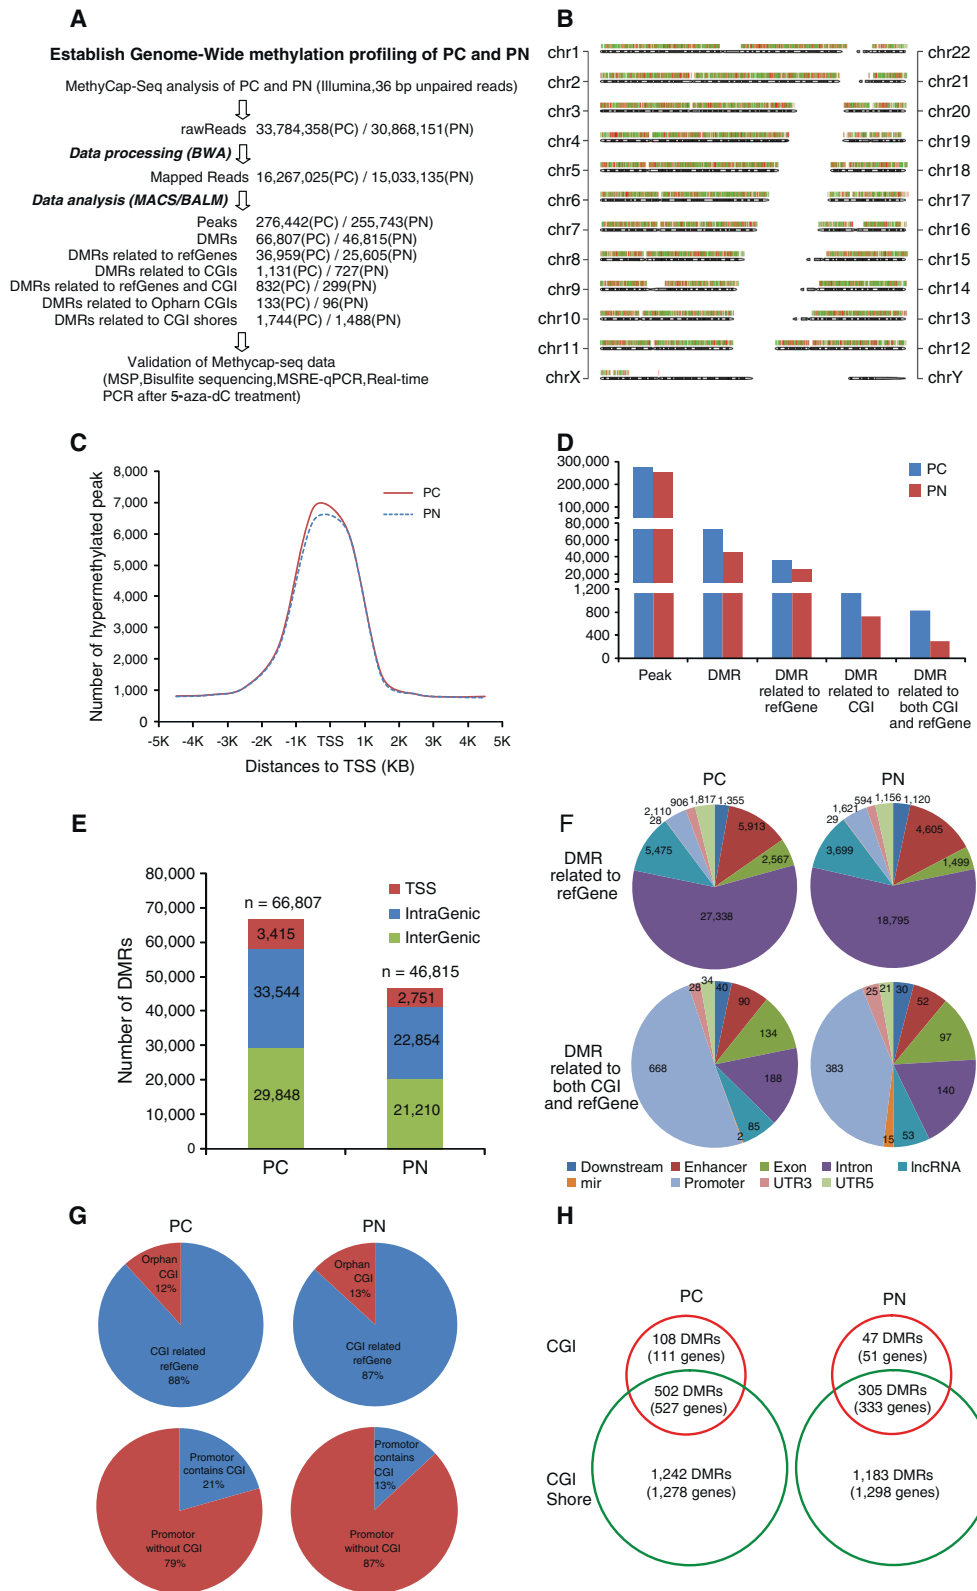 A
Establish Genome-Wide methylation profiling of PC and PN
MethyCap-Seq analysis of PC and PN (Illumina,36 bp unpaired reads)
rawReads 33,784,358(PC) / 30,868,151(PN)
Data processing (BWA)
Mapped Reads 16,267,025(PC) / 15,033,135(PN)
Data analysis (MACS/BALM)
Peaks 276,442(PC) / 255,743(PN)
DMRs 66,807(PC) / 46,815(PN)
DMRs related to refGenes 36,959(PC) / 25,605(PN)
DMRs related to CGIs 1,131(PC) / 727(PN)
DMRs related to refGenes and CGI 832(PC) / 299(PN)
DMRs related to Opharn CGIs 133(PC) / 96(PN)
DMRs related to CGI shores 1,744(PC) / 1,488(PN)
Validation of Methycap-seq data
(MSP,Bisulfite sequencing,MSRE-qPCR,Real-time
PCR after 5-aza-dC treatment)
B
chr1 chr22
chr2 chr21
chr3 chr20
chr4 chr19
chr5 chr18
chr6 chr17
chr7 chr16
chr8 chr15
chr9 chr14
chr10 chr13
chr11 chr12
chrX chrY
C
Number of hypermethylated peak
8,000
7,000
6,000
5,000
4,000
3,000
2,000
1,000
0
PC
PN
-5K -4K -2K -1K TSS 1K 2K 3K 4K 5K
Distances to TSS (KB)
D
300,000
200,000
100,000
80,000
40,000
20,000
1,200
800
400
0
PC
PN
Peak
DMR
DMR
related to
refGene
DMR
related to
CGI
DMR
related to
both CGI
and refGene
E
Number of DMRs
80,000
70,000
60,000
50,000
40,000
30,000
20,000
10,000
0
TSS
IntraGenic
InterGenic
n = 66,807
3,415
33,544
29,848
n = 46,815
2,751
22,854
21,210
PC PN
F
PC PN
DMR
related to
refGene
1,355
5,913
2,567
27,338
5,475
28
2,110
906
1,817
1,120
4,605
1,499
18,795
3,699
29
1,621
594
1,156
DMR
related to
both CGI
and refGene
40
90
134
188
85
2
668
28
34
30
52
97
140
53
15
383
25
21
Downstream Enhancer Exon Intron lncRNA
mir Promoter UTR3 UTR5
G
PC PN
Orphan
CGI
12%
CGI related
refGene
88%
Orphan
CGI
13%
CGI related
refGene
87%
Promotor
contains CGI
21%
Promotor
without CGI
79%
Promotor
contains
CGI
13%
Promotor
without CGI
87%
H
PC PN
CGI
108 DMRs
(111 genes)
502 DMRs
(527 genes)
47 DMRs
(51 genes)
305 DMRs
(333 genes)
CGI
Shore
1,242 DMRs
(1,278 genes)
1,183 DMRs
(1,298 genes)